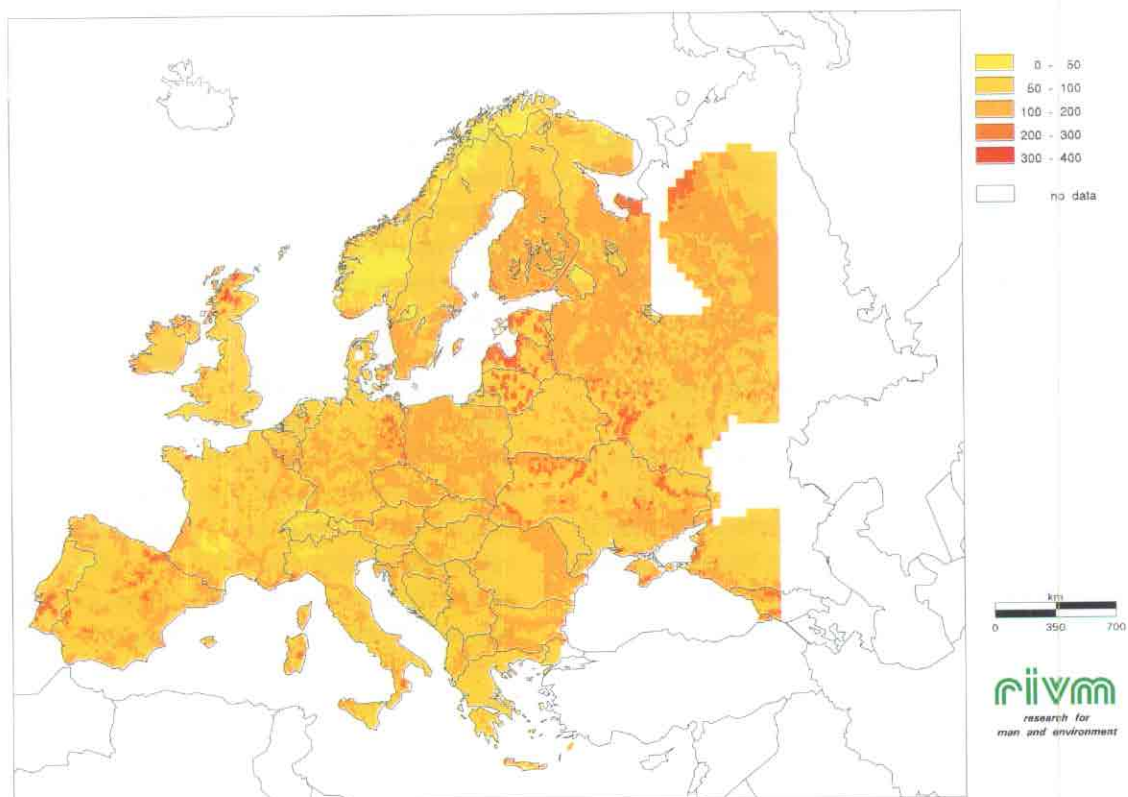 0 - 50
50 - 100
100 - 200
200 - 300
300 - 400
no data
km
0 350 700
rivm
research for
man and environment